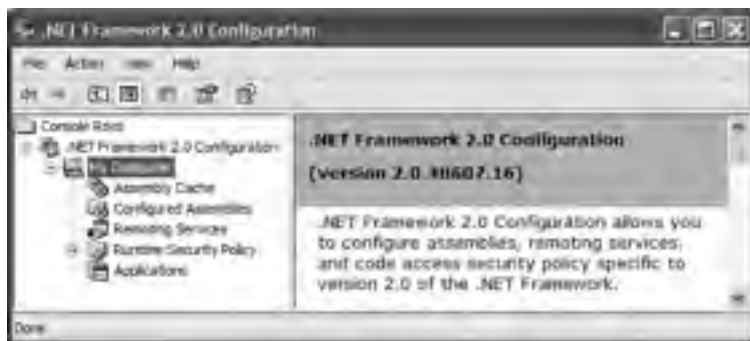 .NET Framework 2.0 Configuration
File Action View Help
Console Root
.NET Framework 2.0 Configuration
My Computer
Assembly Cache
Configured Assemblies
Remoting Services
Runtime Security Policy
Applications
.NET Framework 2.0 Configuration
(version 2.0.40607.16)
.NET Framework 2.0 Configuration allows you
to configure assemblies, remoting services,
and code access security policy specific to
version 2.0 of the .NET Framework.
Done